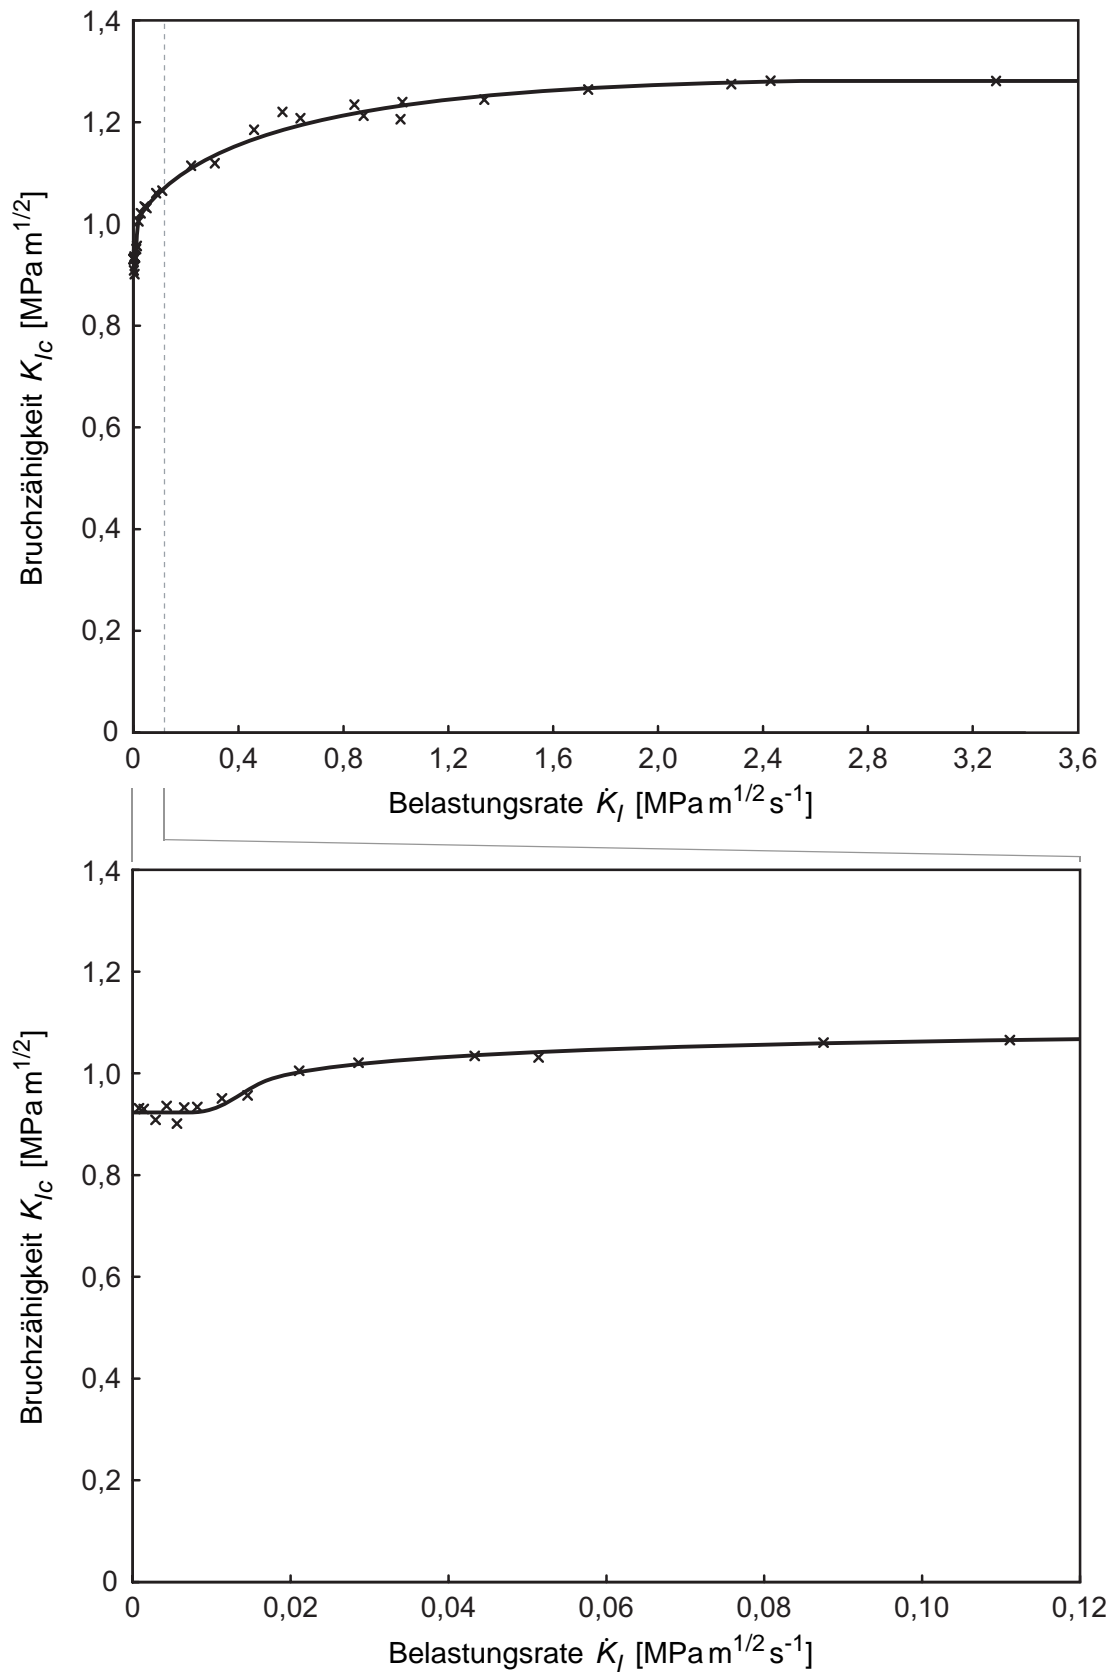 1,4
1,2
1,0
0,8
0,6
0,4
0,2
0
Bruchzähigkeit K_Ic [MPa m^1/2]
0 0,4 0,8 1,2 1,6 2,0 2,4 2,8 3,2 3,6
Belastungsrate K̇_I [MPa m^1/2 s^-1]
1,4
1,2
1,0
0,8
0,6
0,4
0,2
0
Bruchzähigkeit K_Ic [MPa m^1/2]
0 0,02 0,04 0,06 0,08 0,10 0,12
Belastungsrate K̇_I [MPa m^1/2 s^-1]